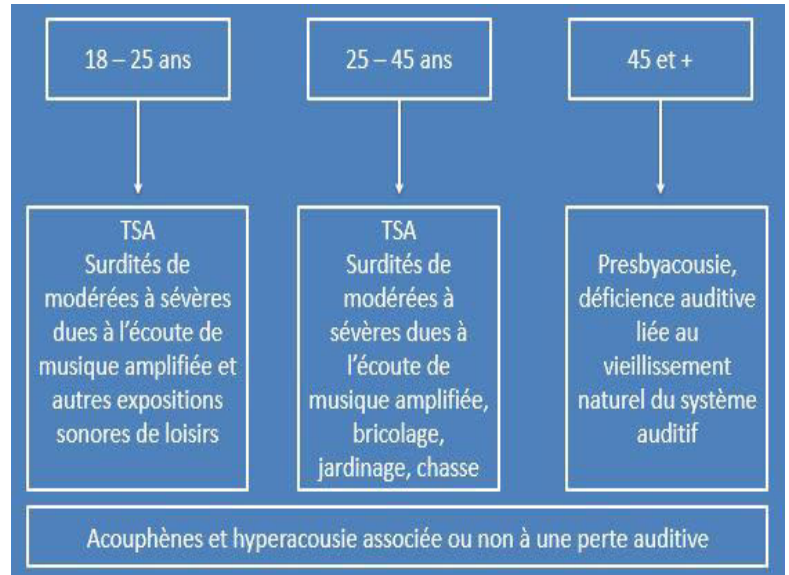 18 – 25 ans
25 – 45 ans
45 et +
TSA
Surdités de
modérées à sévères
dues à l’écoute de
musique amplifiée et
autres expositions
sonores de loisirs
TSA
Surdités de
modérées à
sévères dues à
l’écoute de
musique amplifiée,
bricolage,
jardinage, chasse
Presbyacousie,
déficience auditive
liée au
vieillissement
naturel du système
auditif
Acouphènes et hyperacousie associée ou non à une perte auditive